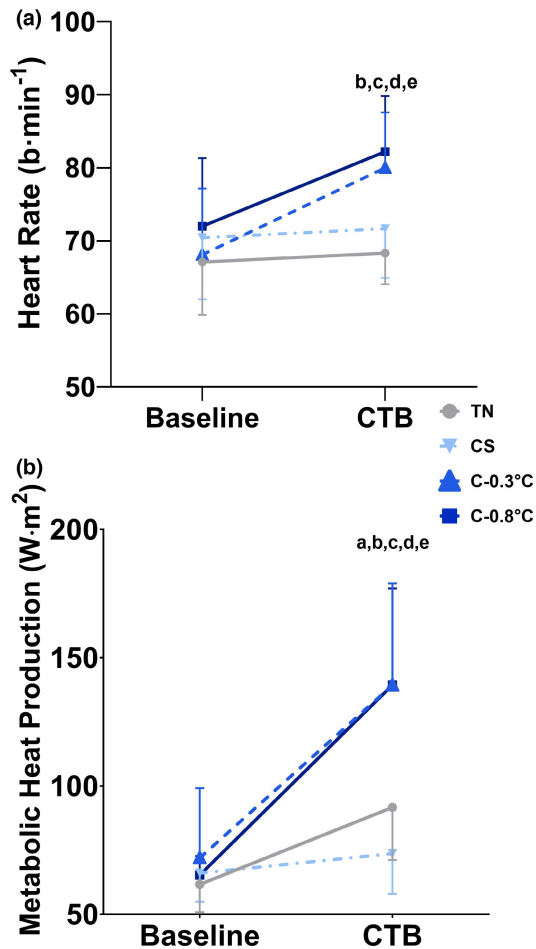 (a)
Heart Rate (b·min⁻¹)
100
90
80
70
60
50
b,c,d,e
Baseline
CTB
TN
CS
C-0.3°C
C-0.8°C
(b)
Metabolic Heat Production (W·m²)
200
150
100
50
a,b,c,d,e
Baseline
CTB